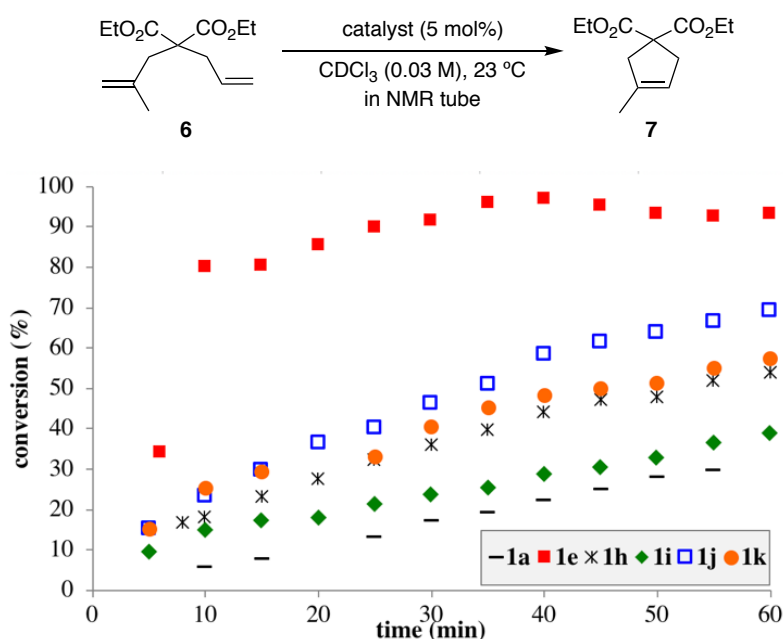 EtO₂C CO₂Et
6
catalyst (5 mol%)
CDCl₃ (0.03 M), 23 ºC
in NMR tube
EtO₂C CO₂Et
7
conversion (%)
100
90
80
70
60
50
40
30
20
10
0
0 10 20 30 40 50 60
time (min)
1a 1e 1h 1i 1j 1k